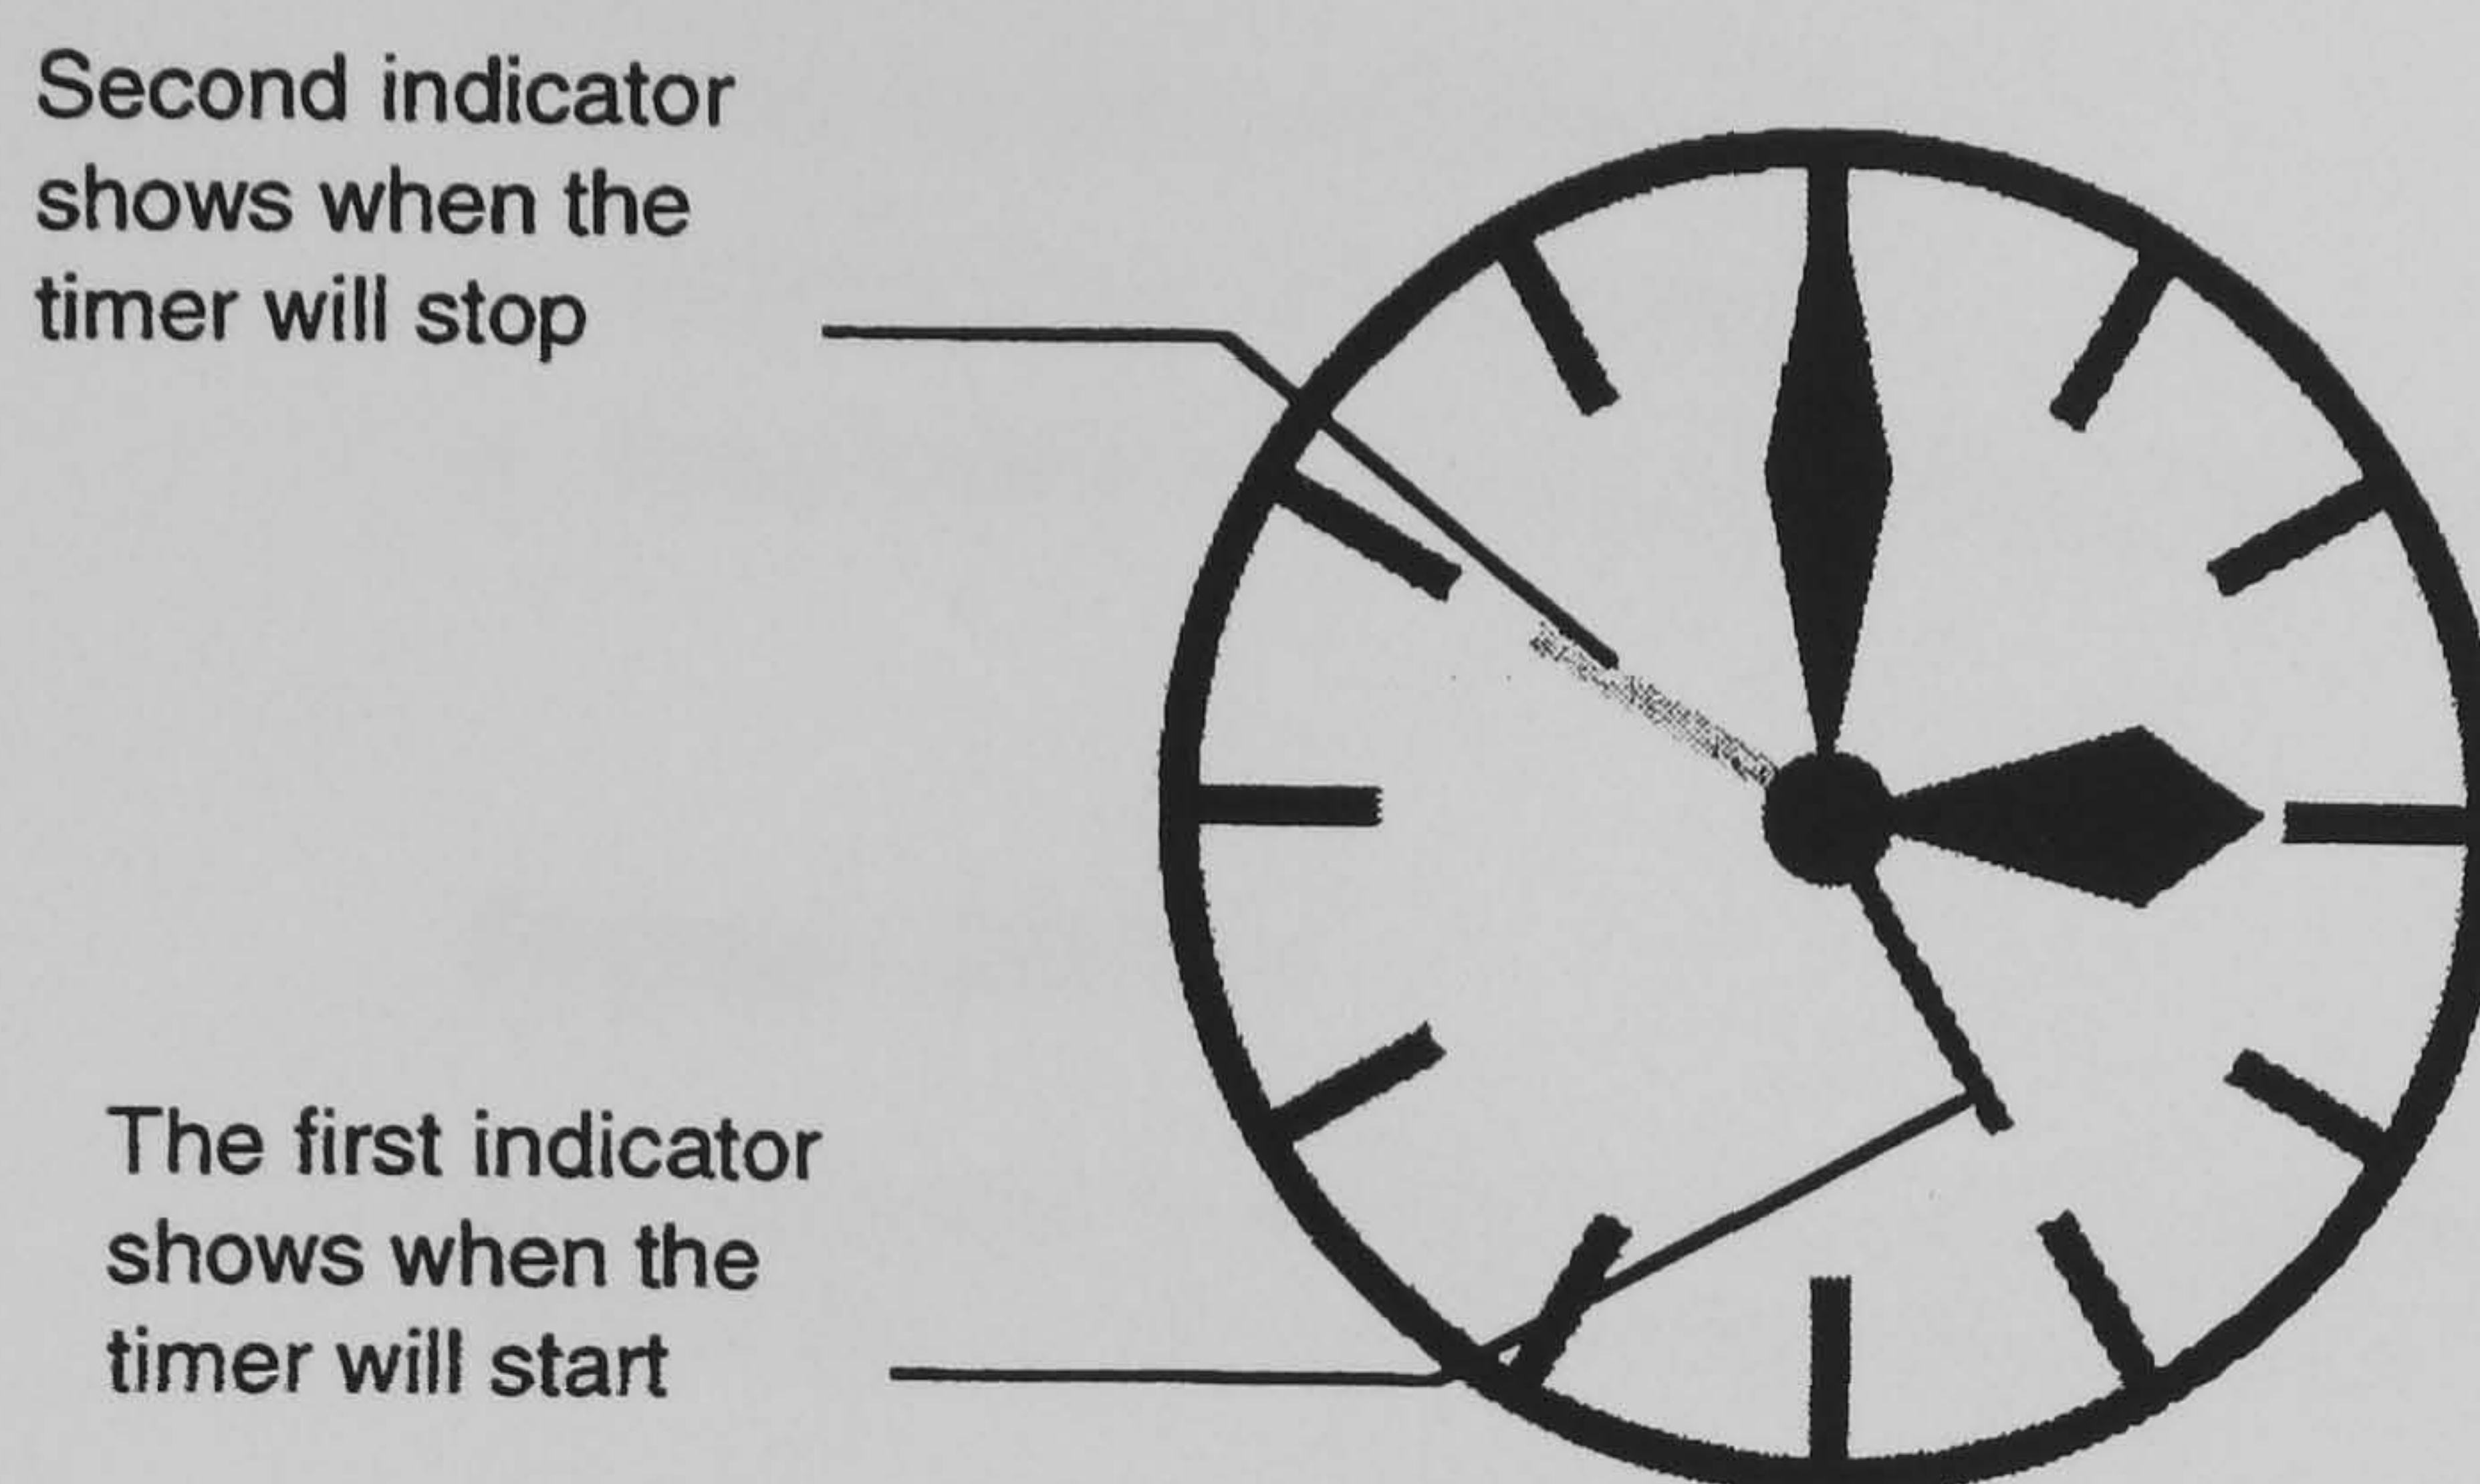 Second indicator
shows when the
timer will stop
The first indicator
shows when the
timer will start